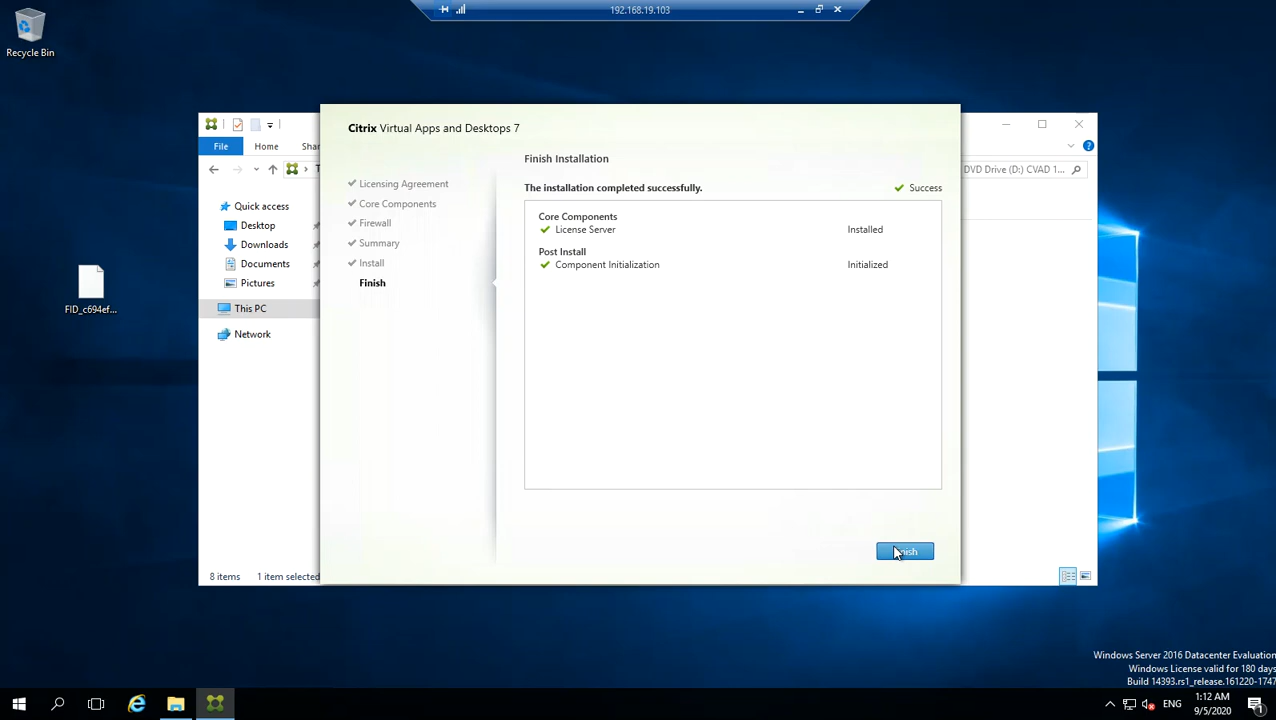 192.168.19.103
Recycle Bin
FID_c694ef...
File
Home
DVD Drive (D:) CVAD 1...
Quick access
Desktop
Downloads
Documents
Pictures
This PC
Network
8 items
1 item selected
Citrix Virtual Apps and Desktops 7
Licensing Agreement
Core Components
Firewall
Summary
Install
Finish
Finish Installation
The installation completed successfully.
Success
Core Components
License Server
Installed
Post Install
Component Initialization
Initialized
Windows Server 2016 Datacenter Evaluation
Windows License valid for 180 days
Build 14393.rs1_release.161220-1747
ENG
1:12 AM
9/5/2020